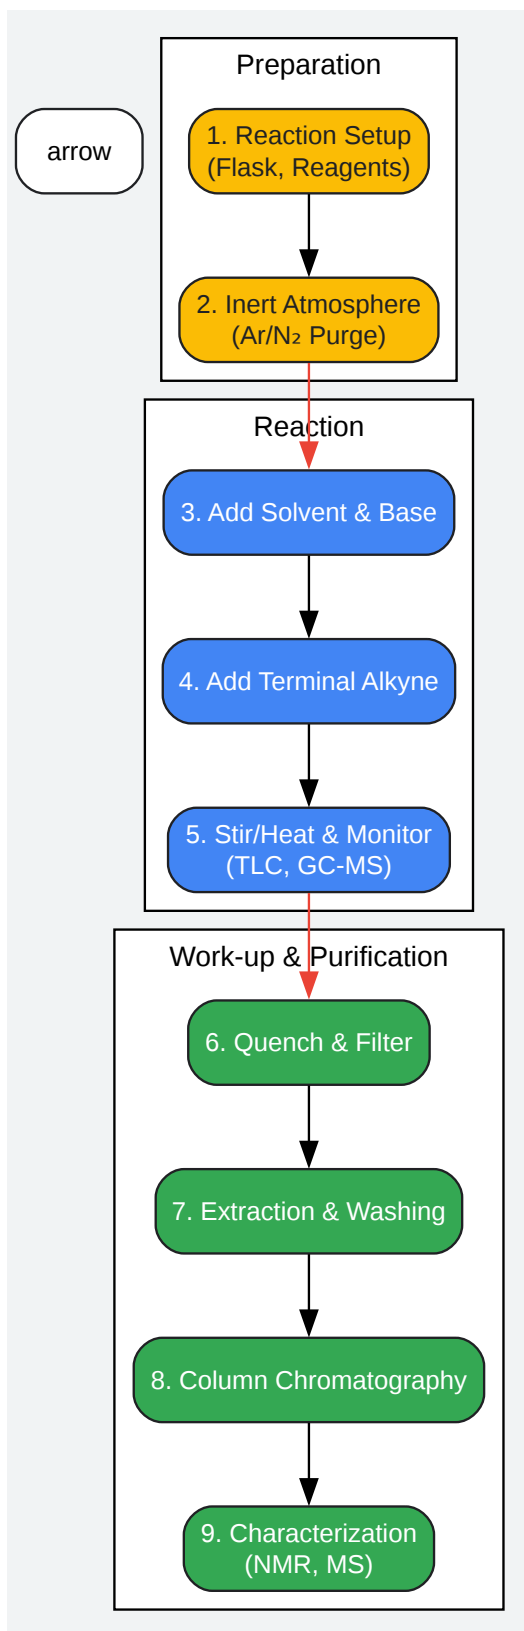 Preparation
arrow
1. Reaction Setup
(Flask, Reagents)
2. Inert Atmosphere
(Ar/N₂ Purge)
Reaction
3. Add Solvent & Base
4. Add Terminal Alkyne
5. Stir/Heat & Monitor
(TLC, GC-MS)
Work-up & Purification
6. Quench & Filter
7. Extraction & Washing
8. Column Chromatography
9. Characterization
(NMR, MS)